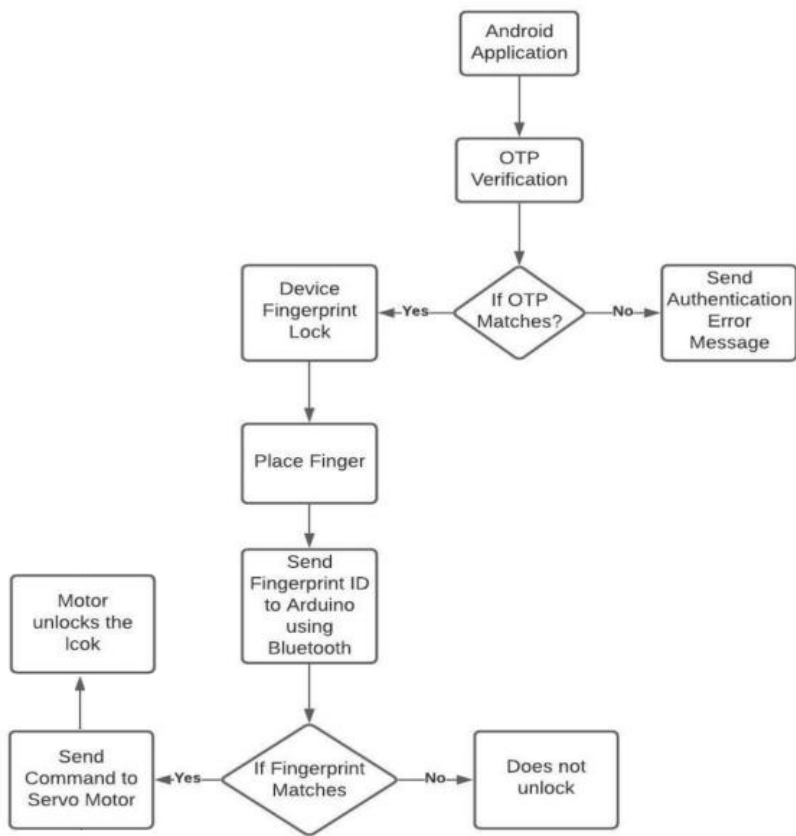 Android
Application
OTP
Verification
If OTP
Matches?
Yes
No
Device
Fingerprint
Lock
Send
Authentication
Error
Message
Place Finger
Send
Fingerprint ID
to Arduino
using
Bluetooth
Motor
unlocks the
lcok
If Fingerprint
Matches
Yes
No
Send
Command to
Servo Motor
Does not
unlock